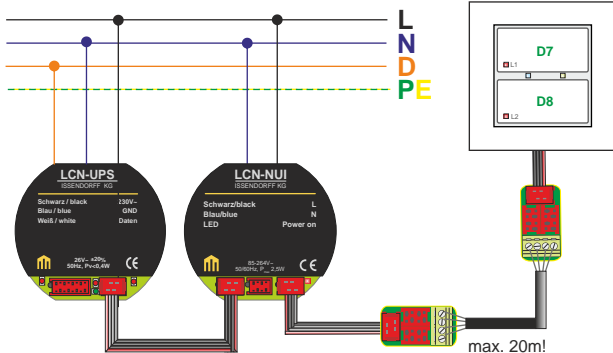 L
N
D
PE
D7
L1
D8
L2
LCN-UPS
ISSENDORFF KG
Schwarz / black 230V~
Blau / blue GND
Weiß / white Daten
26V~ ±20%
50Hz, Pv<0,4W
CE
LCN-NUI
ISSENDORFF KG
Schwarz/black L
Blau/blue N
LED Power on
85-264V~
50/60Hz, P 2,5W
CE
max. 20m!